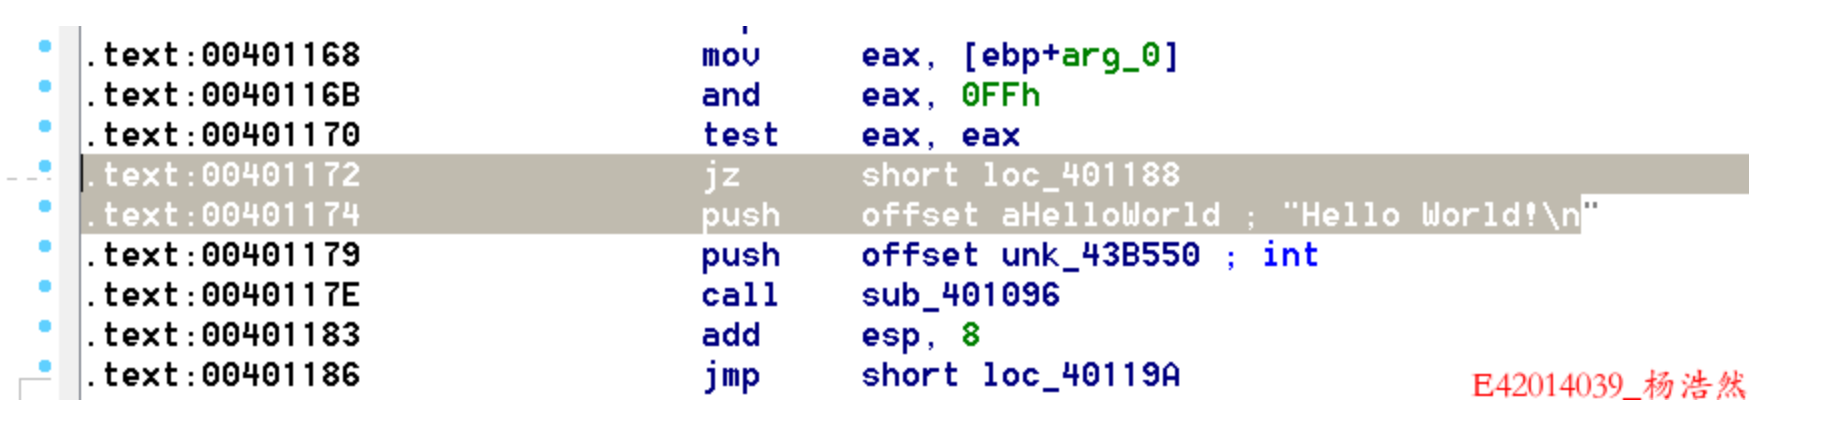 .text:00401168 mov eax, [ebp+arg_0]
.text:0040116B and eax, 0FFh
.text:00401170 test eax, eax
.text:00401172 jz short loc_401188
.text:00401174 push offset aHelloWorld ; "Hello World!\n"
.text:00401179 push offset unk_43B550 ; int
.text:0040117E call sub_401096
.text:00401183 add esp, 8
.text:00401186 jmp short loc_40119A
E42014039_杨浩然